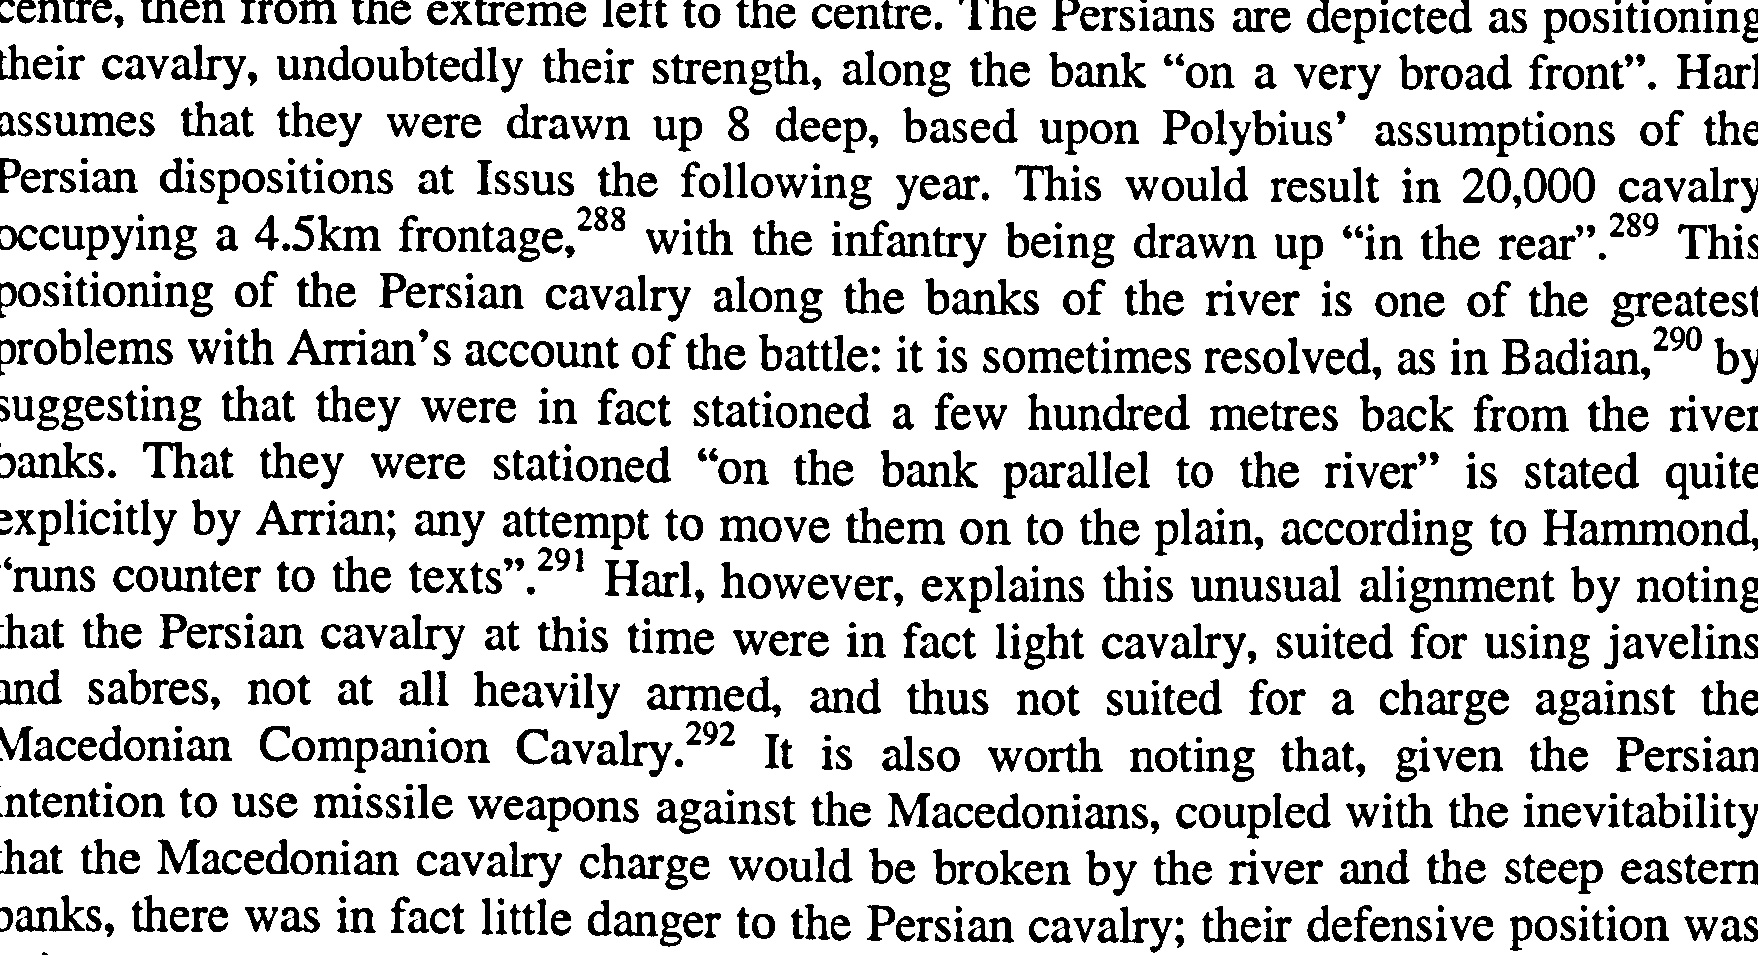 centre, then from the extreme left to the centre. The Persians are depicted as positioning
their cavalry, undoubtedly their strength, along the bank “on a very broad front”. Harl
assumes that they were drawn up 8 deep, based upon Polybius’ assumptions of the
Persian dispositions at Issus the following year. This would result in 20,000 cavalry
occupying a 4.5km frontage,288 with the infantry being drawn up “in the rear”.289 This
positioning of the Persian cavalry along the banks of the river is one of the greatest
problems with Arrian’s account of the battle: it is sometimes resolved, as in Badian,290 by
suggesting that they were in fact stationed a few hundred metres back from the river
banks. That they were stationed “on the bank parallel to the river” is stated quite
explicitly by Arrian; any attempt to move them on to the plain, according to Hammond,
“runs counter to the texts”.291 Harl, however, explains this unusual alignment by noting
that the Persian cavalry at this time were in fact light cavalry, suited for using javelins
and sabres, not at all heavily armed, and thus not suited for a charge against the
Macedonian Companion Cavalry.292 It is also worth noting that, given the Persian
intention to use missile weapons against the Macedonians, coupled with the inevitability
that the Macedonian cavalry charge would be broken by the river and the steep eastern
banks, there was in fact little danger to the Persian cavalry; their defensive position was